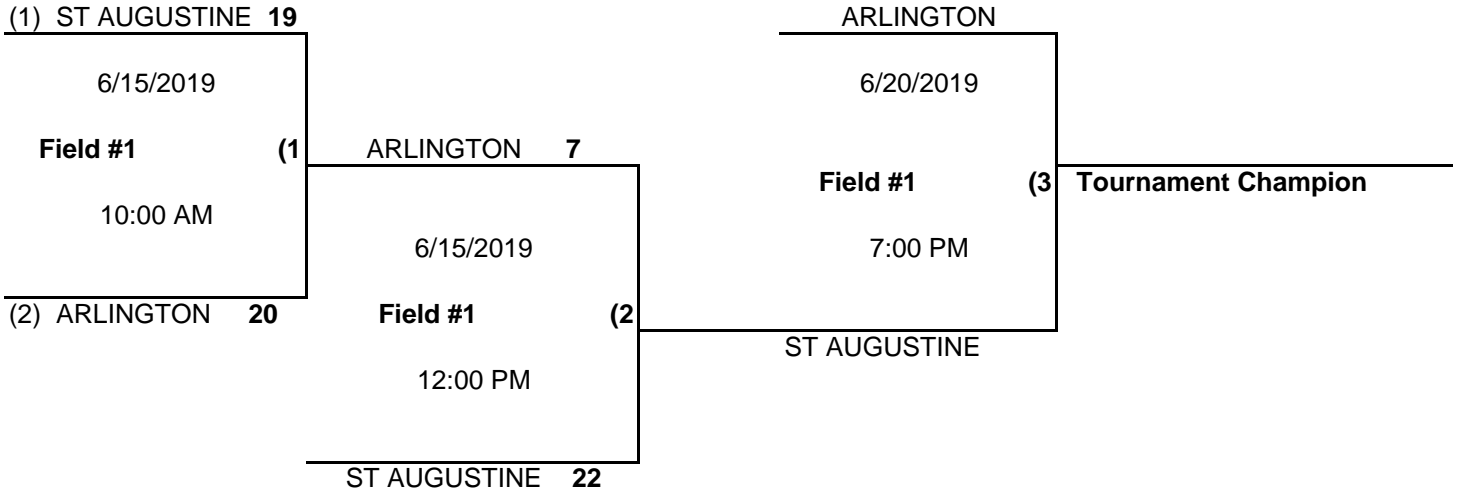 (1) ST AUGUSTINE 19
6/15/2019
Field #1 (1
10:00 AM
(2) ARLINGTON 20
ARLINGTON 7
6/15/2019
Field #1 (2
12:00 PM
ST AUGUSTINE 22
ARLINGTON
6/20/2019
Field #1 (3
7:00 PM
ST AUGUSTINE
Tournament Champion